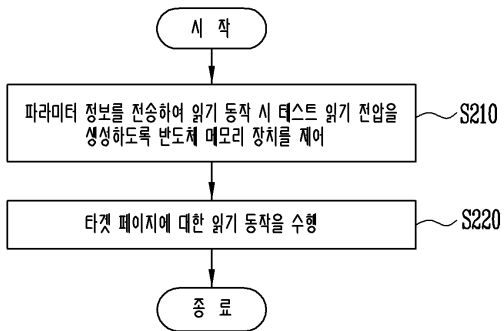 시 작
파라미터 정보를 전송하여 읽기 동작 시 테스트 읽기 전압을
생성하도록 반도체 메모리 장치를 제어
S210
타겟 페이지에 대한 읽기 동작을 수행
S220
종 료